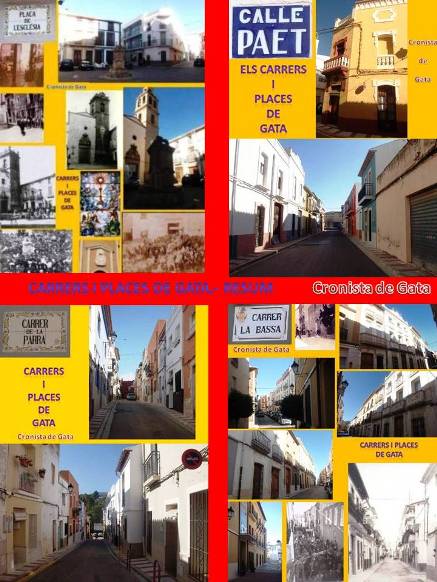 PLAÇA
DE
L'ESGLÉSIA
Cronista de Gata
CARRERS
I
PLACES
DE
GATA
CALLE
PAET
Cronista
de
Gata
ELS CARRERS
I
PLACES
DE
GATA
CARRERS I PLACES DE GATA.- RESUM
Cronista de Gata
CARRER
DE LA
PARRA
CARRERS
I
PLACES
DE
GATA
Cronista de Gata
CARRER
LA BASSA
Cronista de Gata
CARRERS I PLACES
DE GATA